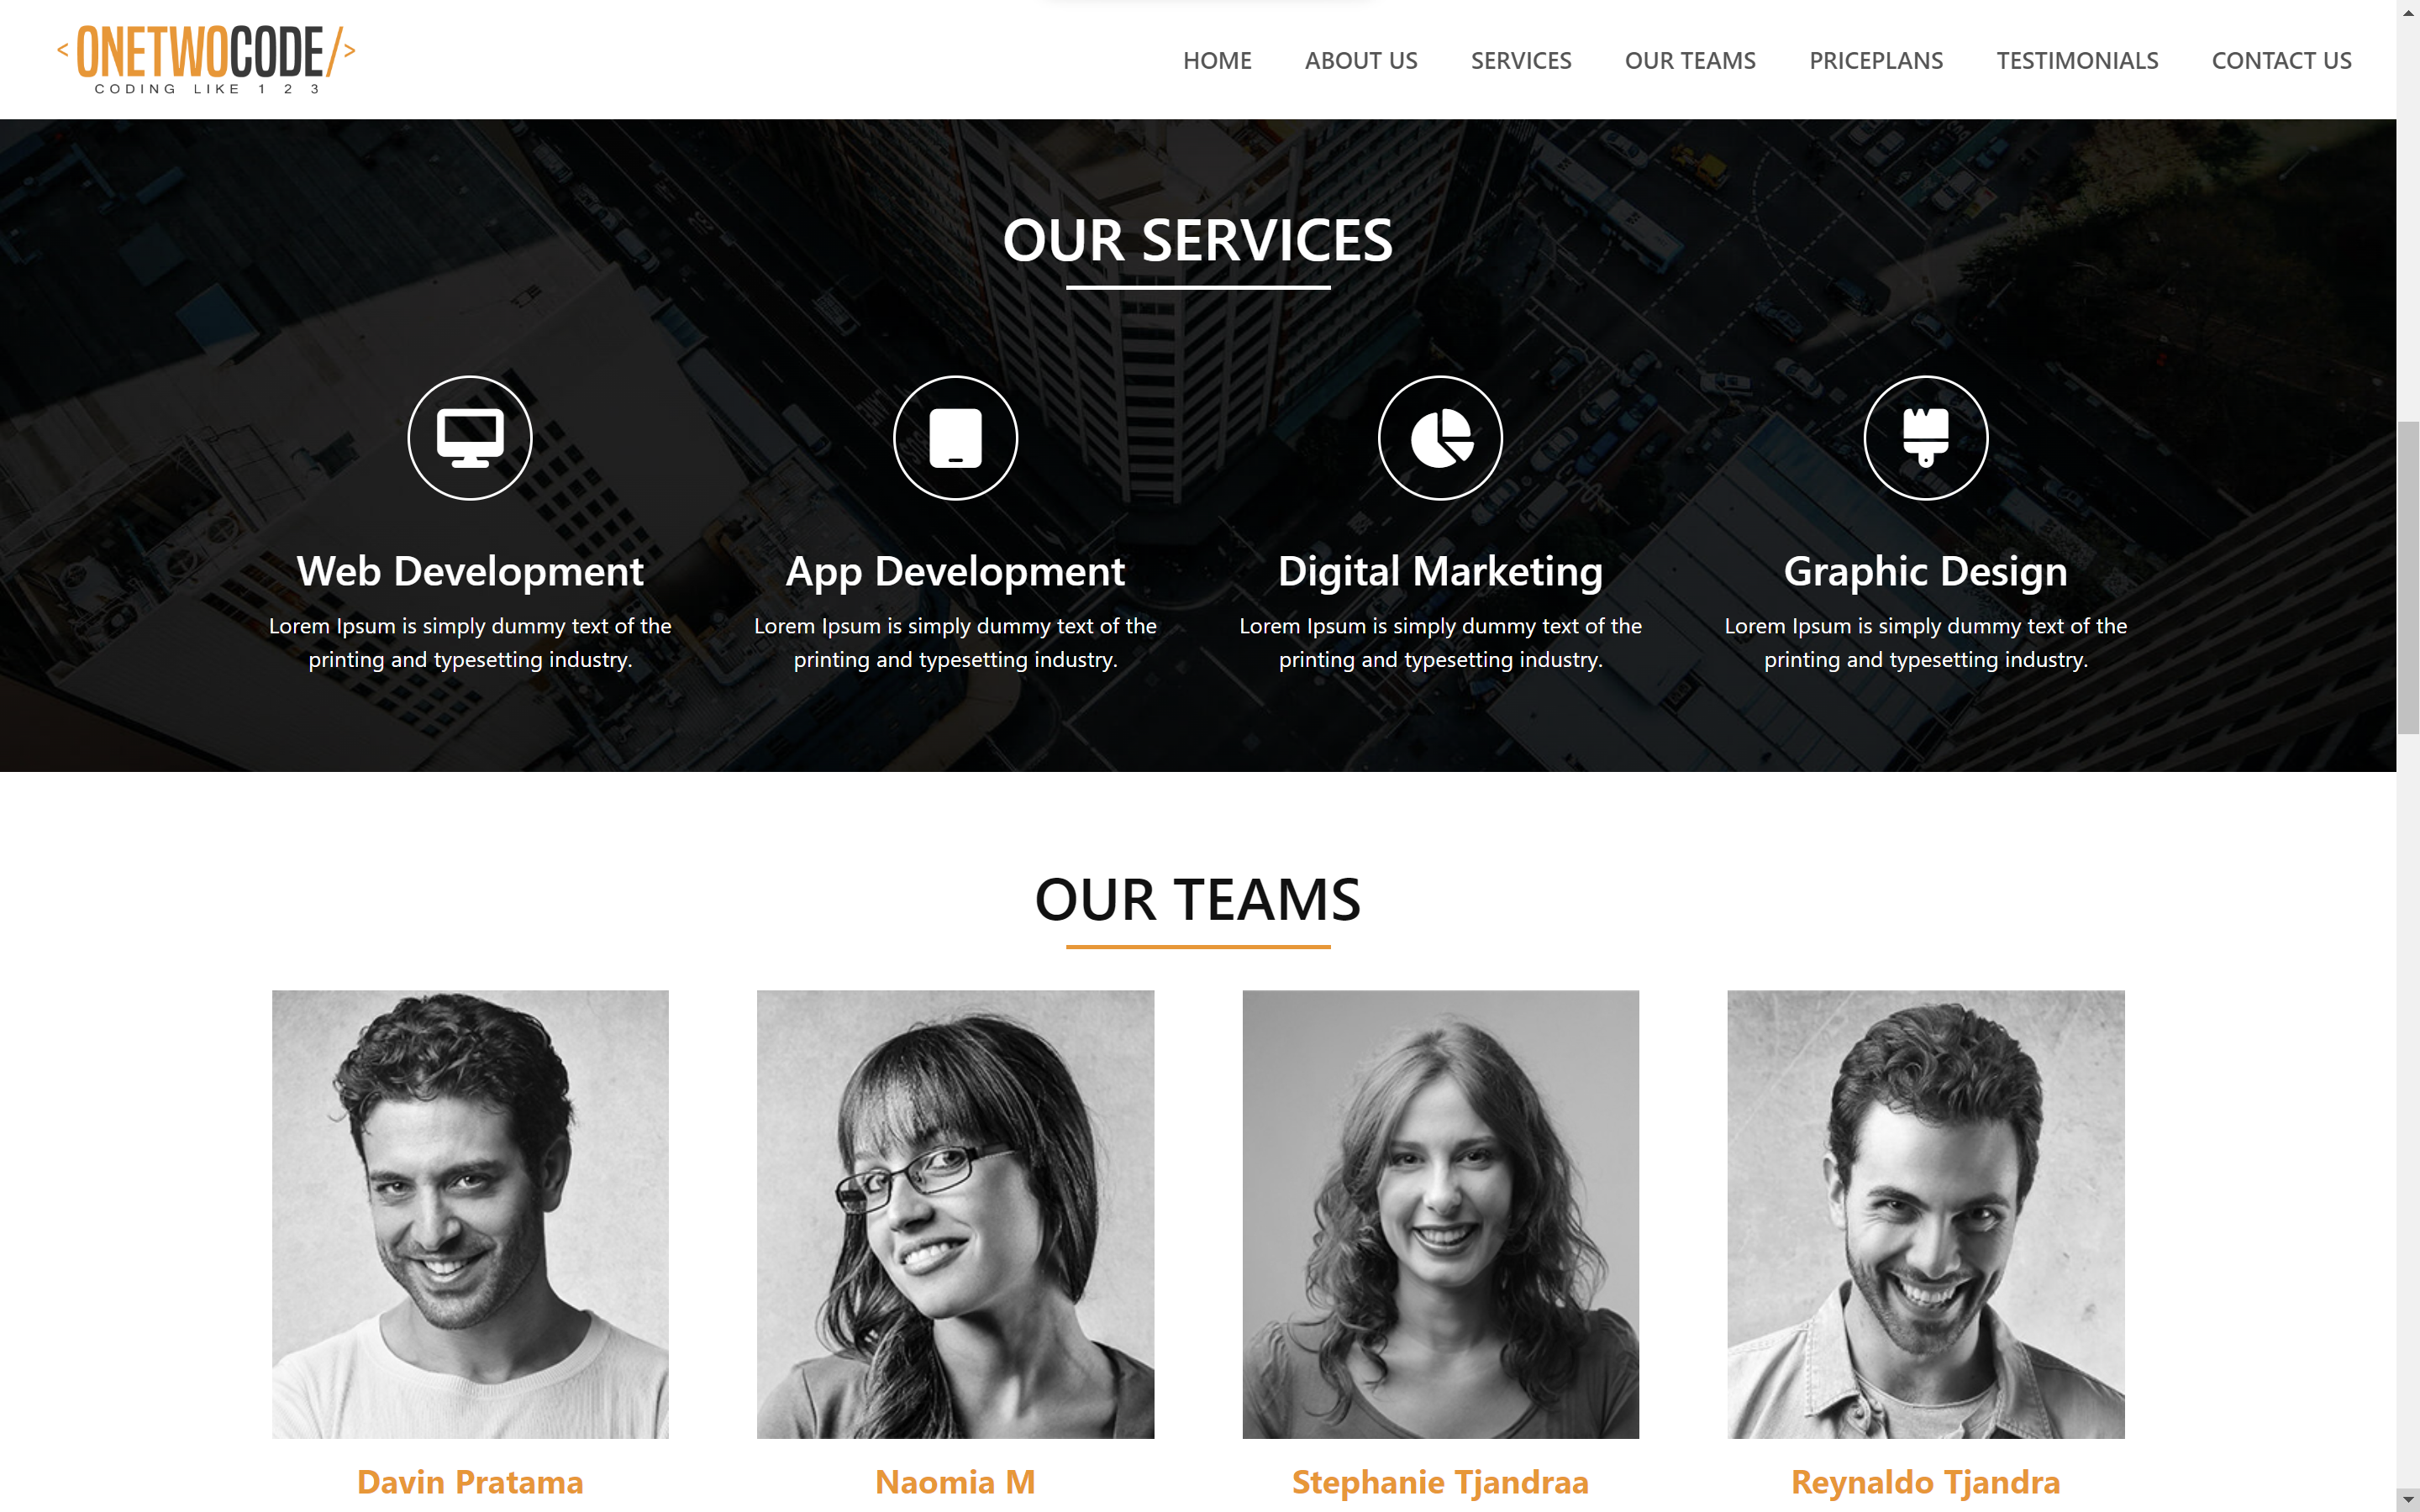 <ONETWOCODE/>
CODING LIKE 1 2 3
HOME ABOUT US SERVICES OUR TEAMS PRICEPLANS TESTIMONIALS CONTACT US
OUR SERVICES
Web Development
Lorem Ipsum is simply dummy text of the
printing and typesetting industry.
App Development
Lorem Ipsum is simply dummy text of the
printing and typesetting industry.
Digital Marketing
Lorem Ipsum is simply dummy text of the
printing and typesetting industry.
Graphic Design
Lorem Ipsum is simply dummy text of the
printing and typesetting industry.
OUR TEAMS
Davin Pratama
Naomia M
Stephanie Tjandraa
Reynaldo Tjandra